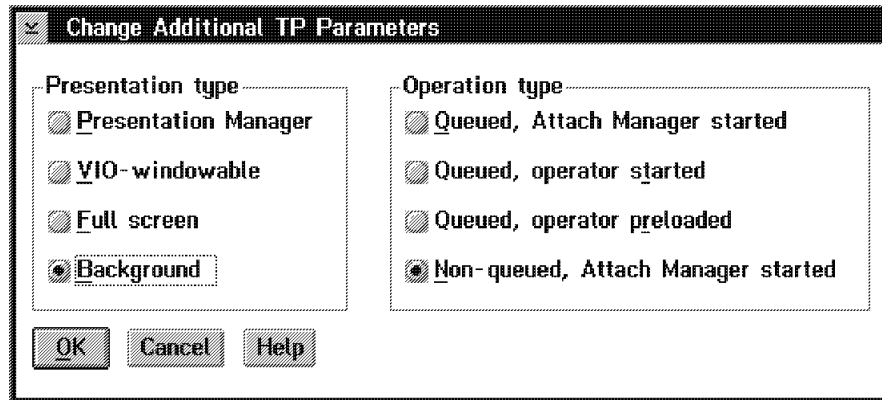 Change Additional TP Parameters
Presentation type
Presentation Manager
VIO-windowable
Full screen
Background
Operation type
Queued, Attach Manager started
Queued, operator started
Queued, operator preloaded
Non-queued, Attach Manager started
OK Cancel Help